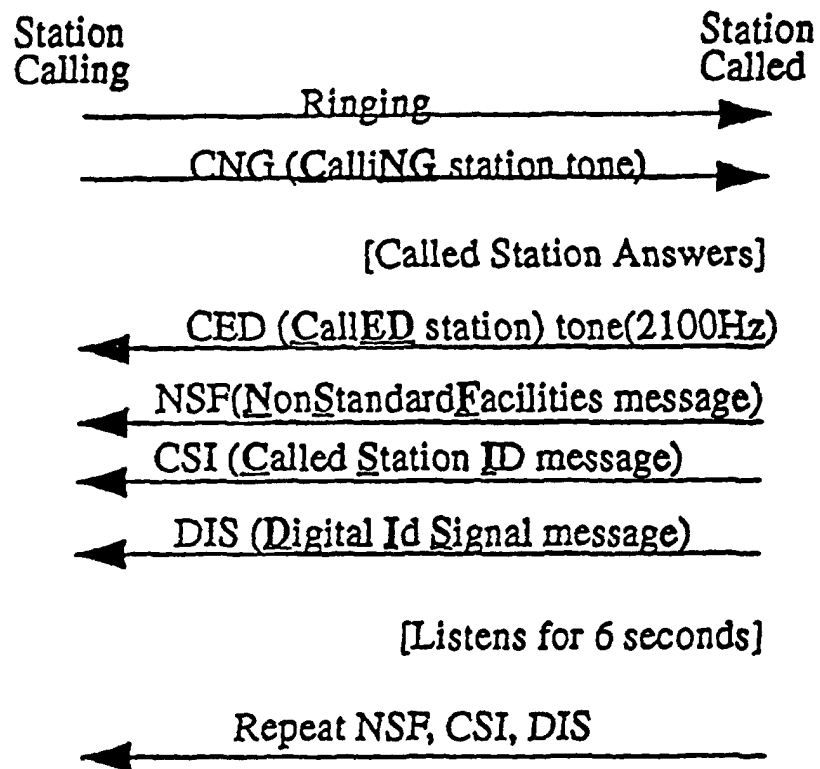 Station Calling
Station Called
Ringing
CNG (CalliNG station tone)
[Called Station Answers]
CED (CallED station) tone(2100Hz)
NSF(NonStandardFacilities message)
CSI (Called Station ID message)
DIS (Digital Id Signal message)
[Listens for 6 seconds]
Repeat NSF, CSI, DIS